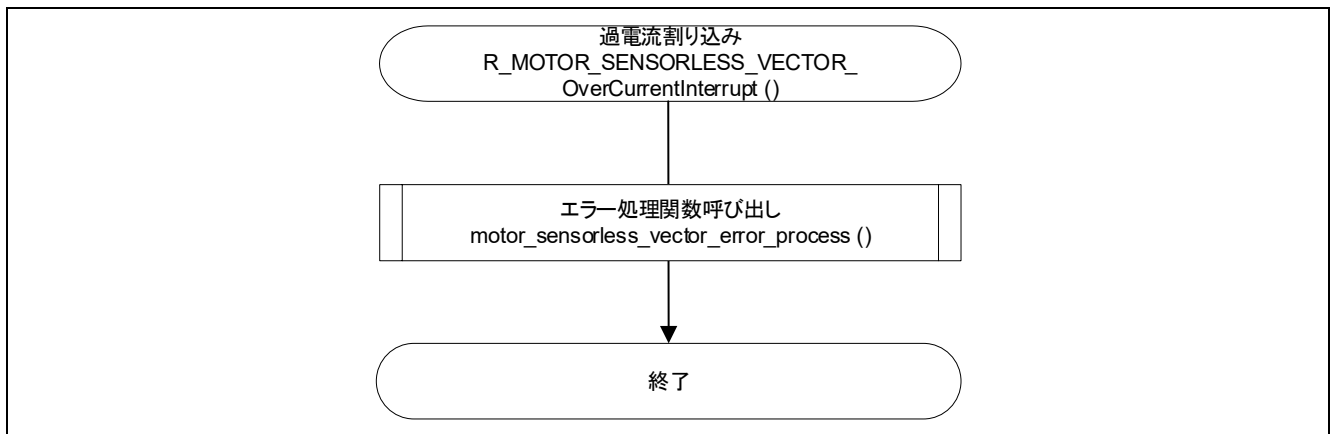 過電流割り込み
R_MOTOR_SENSORLESS_VECTOR_
OverCurrentInterrupt ()
エラー処理関数呼び出し
motor_sensorless_vector_error_process ()
終了